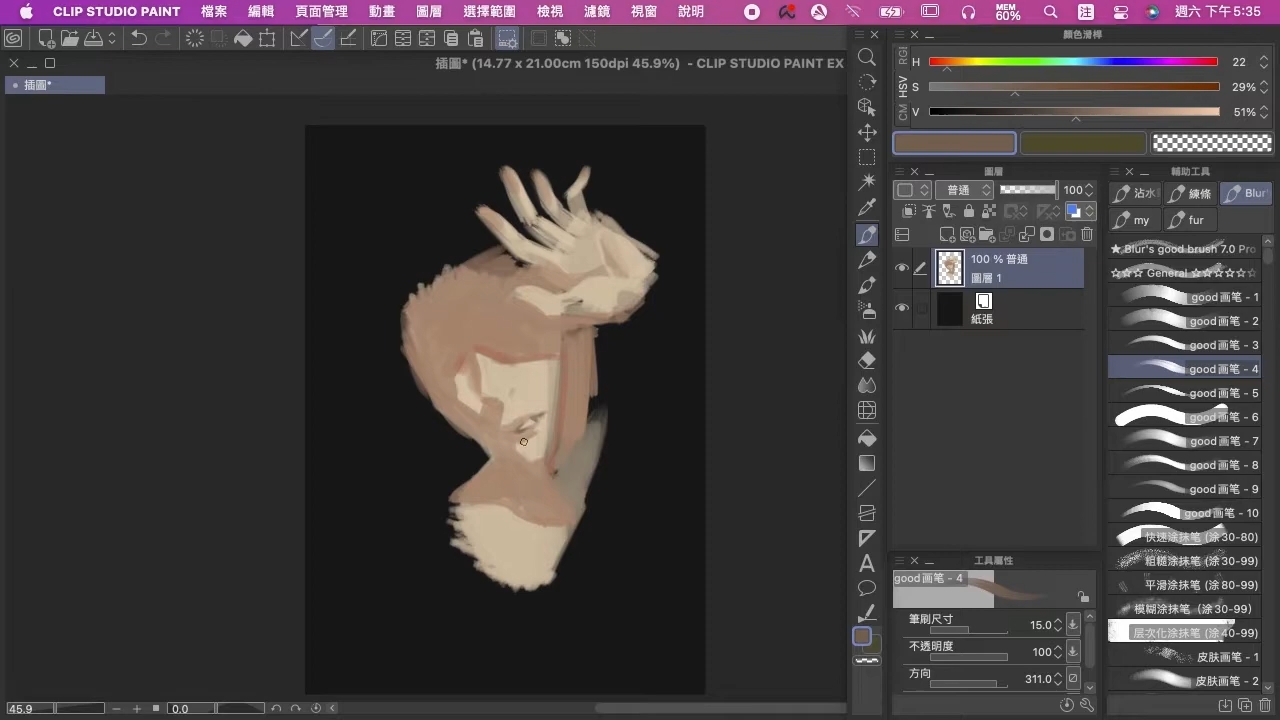 CLIP STUDIO PAINT 檔案 編輯 頁面管理 動畫 圖層 選擇範圍 檢視 濾鏡 視窗 說明 MEM 60% 注 週六 下午5:35
插圖* (14.77 x 21.00cm 150dpi 45.9%) - CLIP STUDIO PAINT EX
插圖*
顏色滑桿
RGB
H 22
HSV
S 29%
V 51%
圖層
普通 100
100 % 普通
圖層 1
紙張
輔助工具
沾水 練條 Blur
my fur
★ Blur's good brush 7.0 Pro
☆☆☆ General ☆☆☆☆☆
good画笔 - 1
good画笔 - 2
good画笔 - 3
good画笔 - 4
good画笔 - 5
good画笔 - 6
good画笔 - 7
good画笔 - 8
good画笔 - 9
good画笔 - 10
快速涂抹笔 (涂30-80)
粗糙涂抹笔 (涂30-99)
平滑涂抹笔 (涂80-99)
模糊涂抹笔 (涂30-99)
层次化涂抹笔 (涂40-99)
皮肤画笔 - 1
皮肤画笔 - 2
工具屬性
good画笔 - 4
筆刷尺寸 15.0
不透明度 100
方向 311.0
45.9 0.0